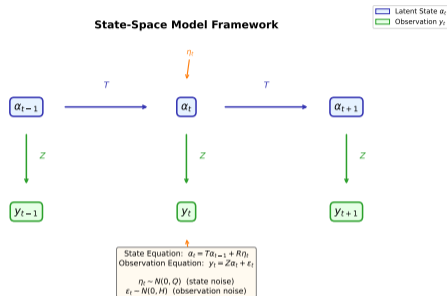 State-Space Model Framework
Latent State α
Observation yₜ
ηₜ
T
T
αₜ₋₁
αₜ
αₜ₊₁
Z
Z
Z
yₜ₋₁
yₜ
yₜ₊₁
State Equation: αₜ = Tαₜ₋₁ + Rηₜ
Observation Equation: yₜ = Zαₜ + εₜ
ηₜ ~ N(0, Q) (state noise)
εₜ ~ N(0, H) (observation noise)